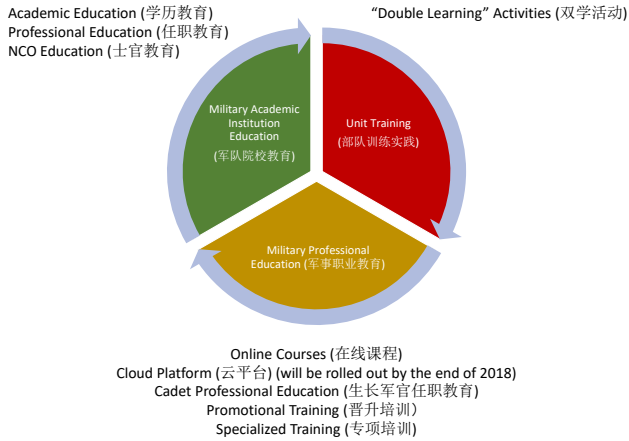 Academic Education (学历教育)
Professional Education (任职教育)
NCO Education (士官教育)
“Double Learning” Activities (双学活动)
Military Academic
Institution
Education
(军队院校教育)
Unit Training
(部队训练实践)
Military Professional
Education (军事职业教育)
Online Courses (在线课程)
Cloud Platform (云平台) (will be rolled out by the end of 2018)
Cadet Professional Education (生长军官任职教育)
Promotional Training (晋升培训）
Specialized Training (专项培训)